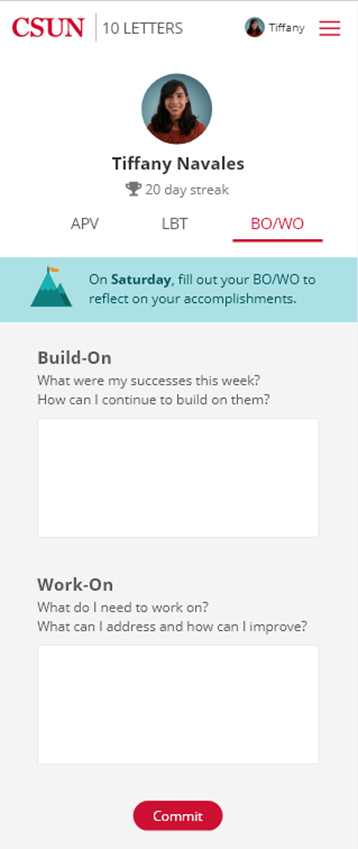 CSUN 10 LETTERS Tiffany
Tiffany Navales
20 day streak
APV LBT BO/WO
On Saturday, fill out your BO/WO to
reflect on your accomplishments.
Build-On
What were my successes this week?
How can I continue to build on them?
Work-On
What do I need to work on?
What can I address and how can I improve?
Commit